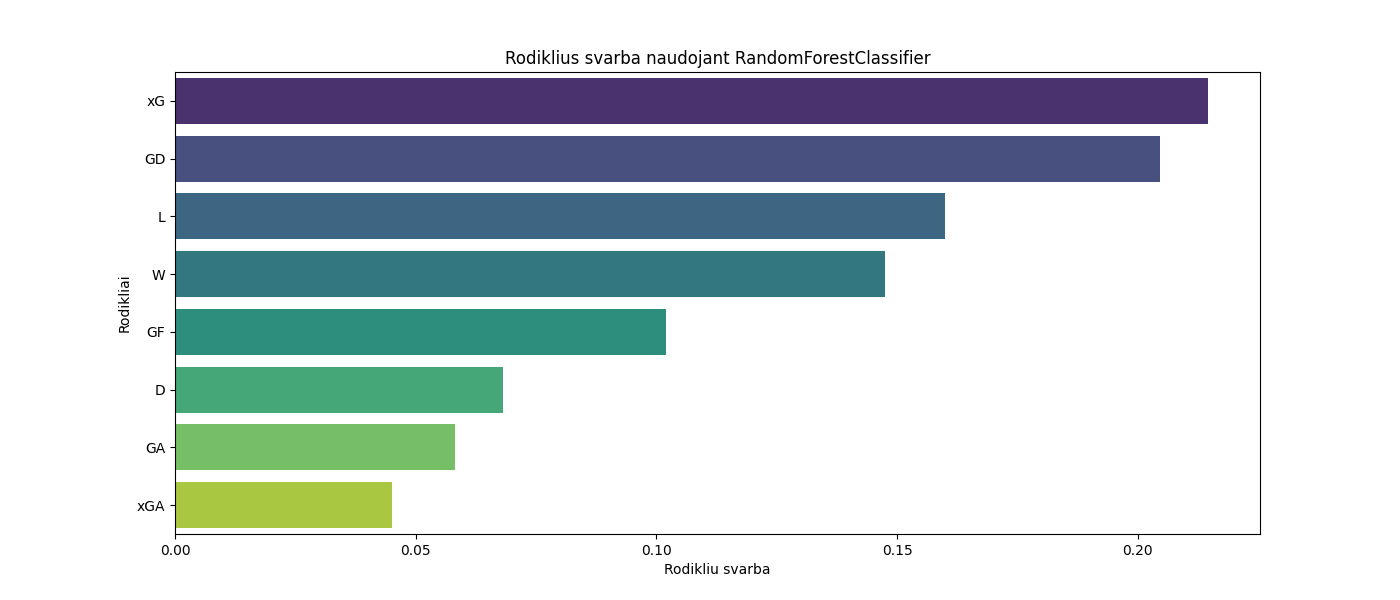 Rodiklius svarba naudojant RandomForestClassifier
xG
GD
L
W
GF
D
GA
xGA
Rodikliai
0.00 0.05 0.10 0.15 0.20
Rodikliu svarba